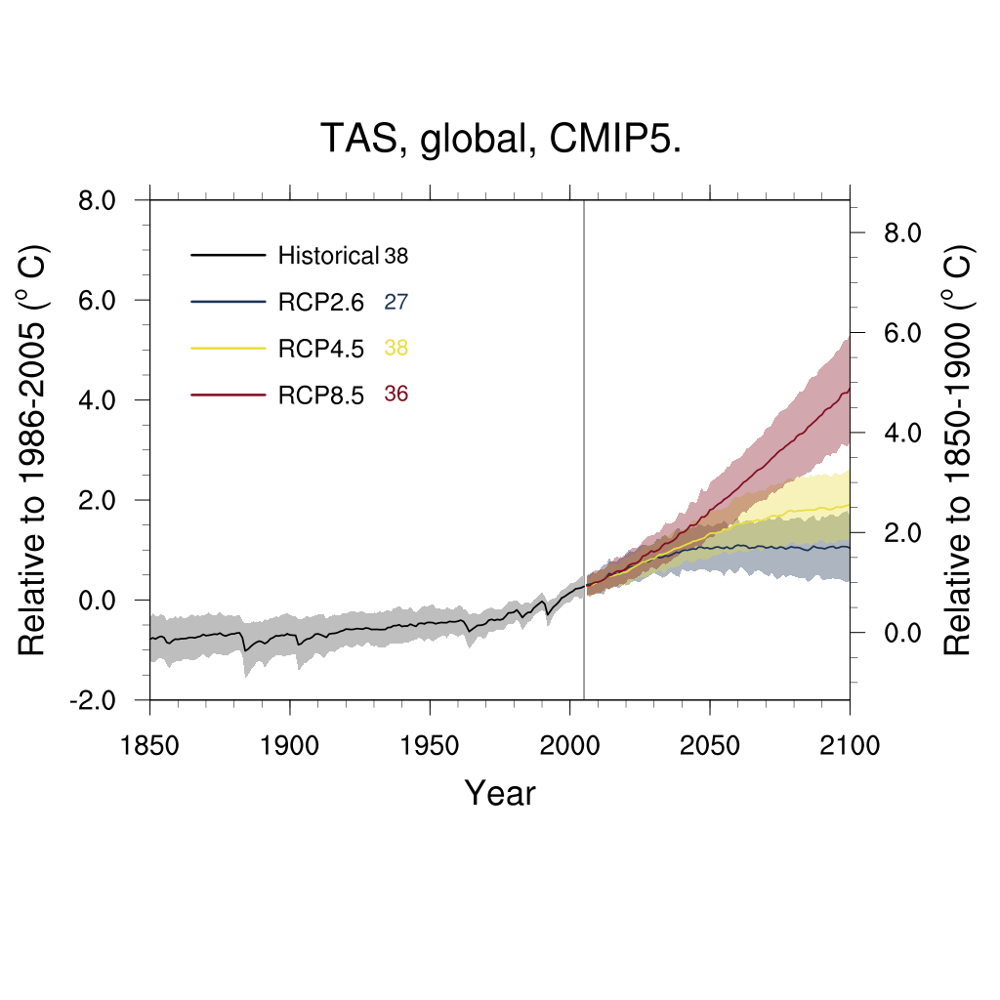 TAS, global, CMIP5.
8.0
6.0
4.0
2.0
0.0
-2.0
Relative to 1986-2005 (° C)
Historical 38
RCP2.6 27
RCP4.5 38
RCP8.5 36
8.0
6.0
4.0
2.0
0.0
Relative to 1850-1900 (° C)
1850 1900 1950 2000 2050 2100
Year